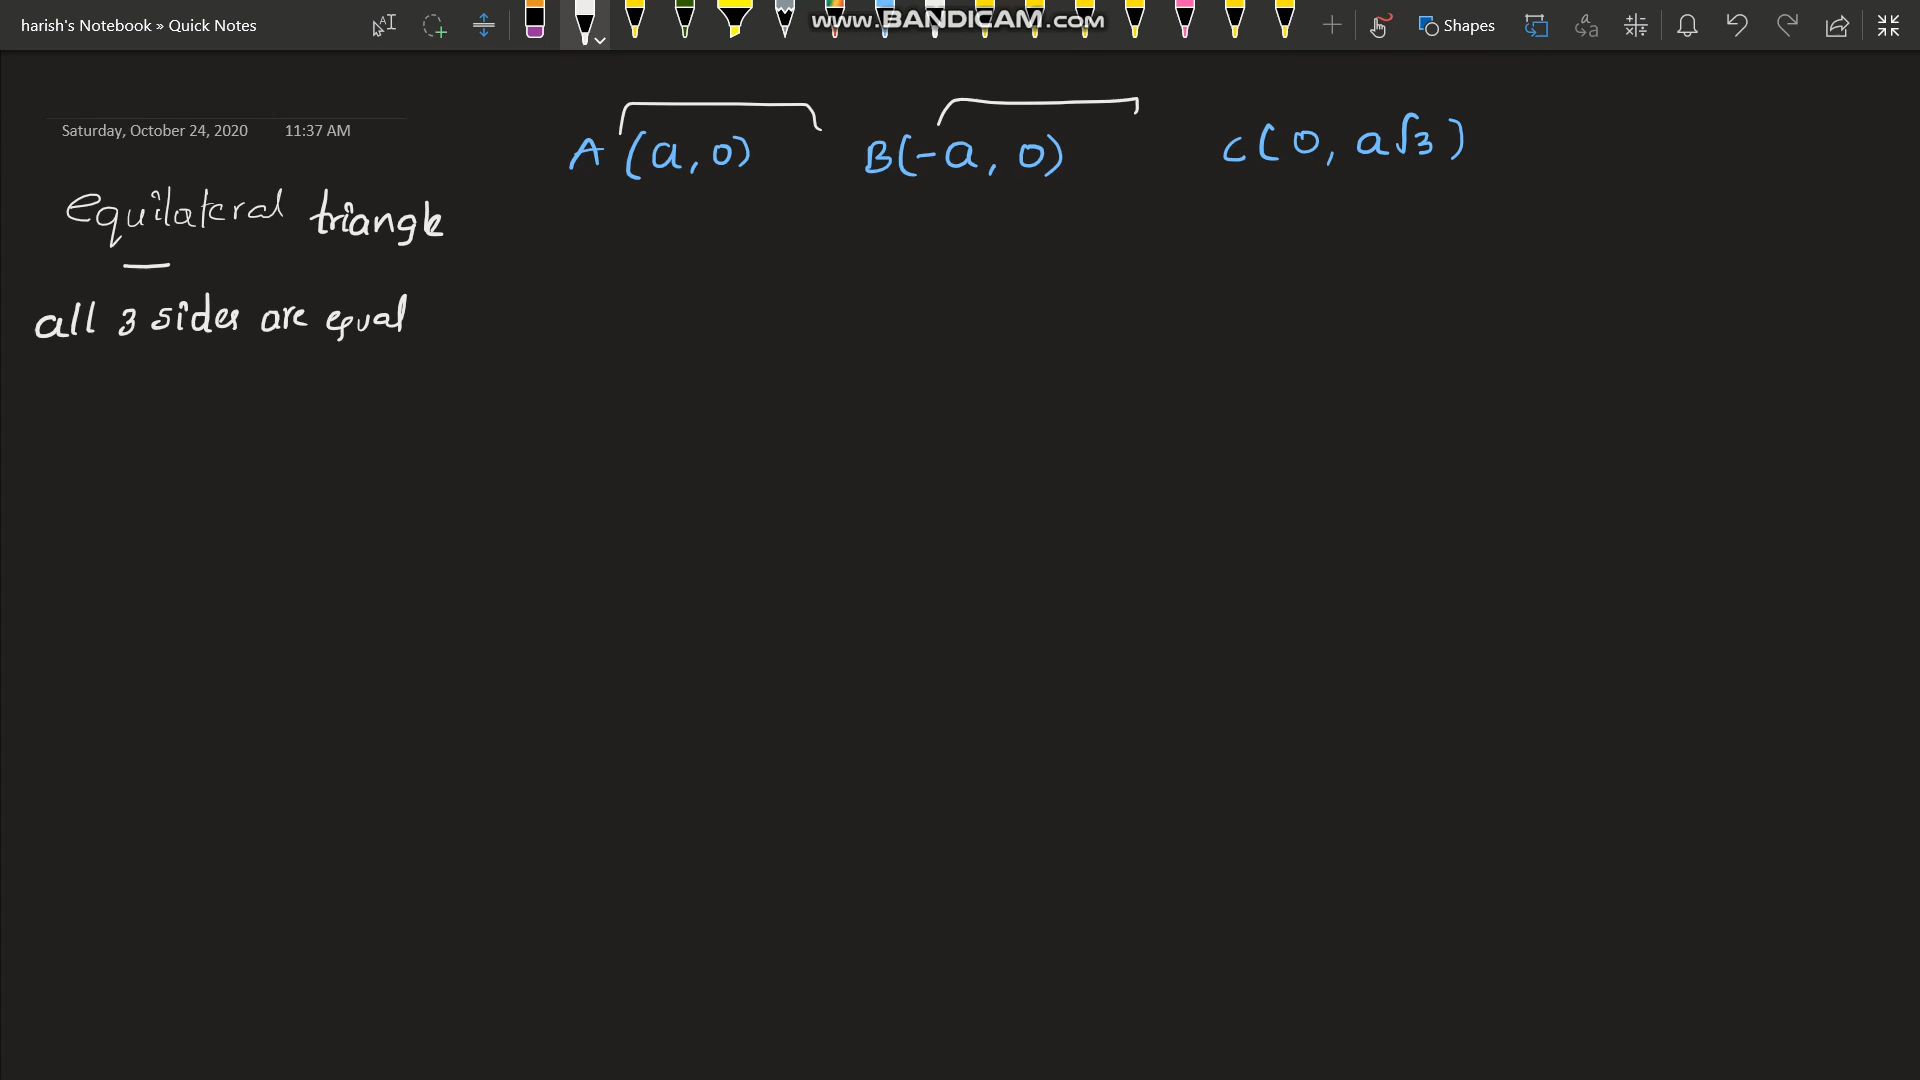 harish's Notebook » Quick Notes
www.BANDICAM.com
Shapes
Saturday, October 24, 2020 11:37 AM
A (a, 0) B(-a, 0) C(0, a√3)
equilateral triangle
all 3 sides are equal